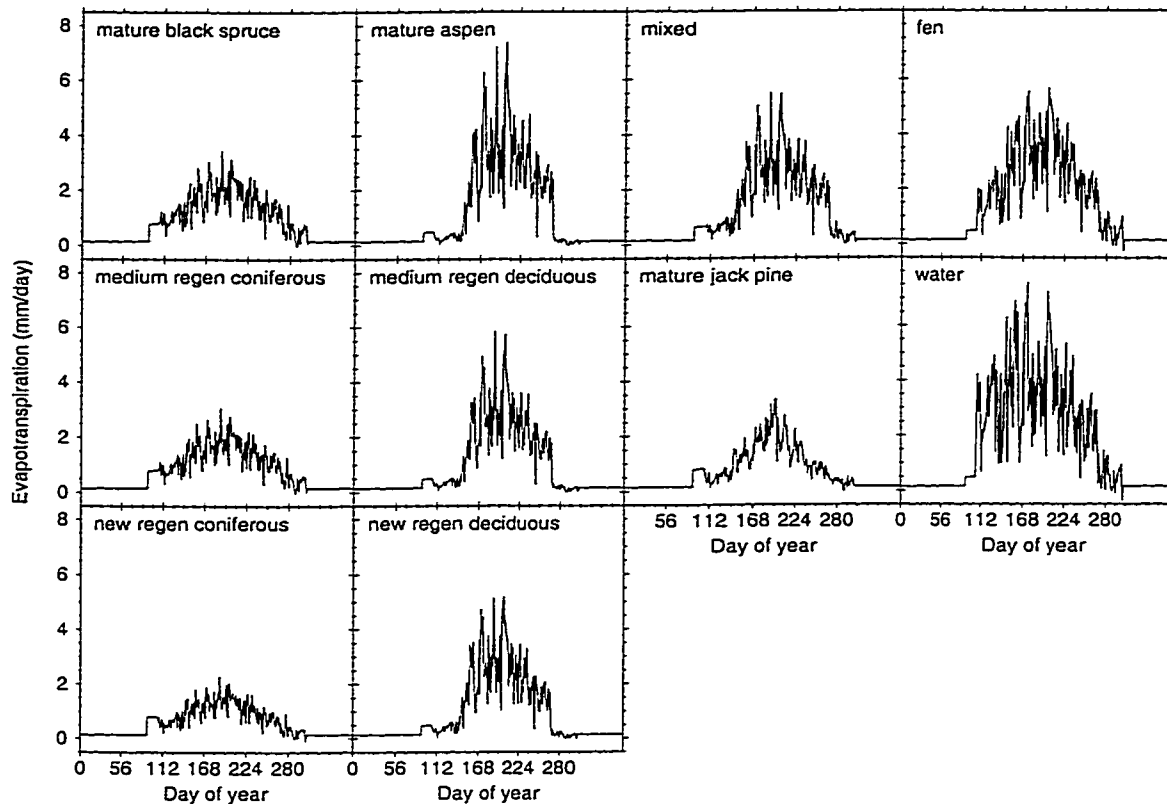 8
6
4
2
0
mature black spruce
mature aspen
mixed
fen
8
6
4
2
0
medium regen coniferous
medium regen deciduous
mature jack pine
water
8
6
4
2
0
new regen coniferous
new regen deciduous
Evapotranspiration (mm/day)
56 112 168 224 280
Day of year
0 56 112 168 224 280
Day of year
0 56 112 168 224 280
Day of year
0 56 112 168 224 280
Day of year